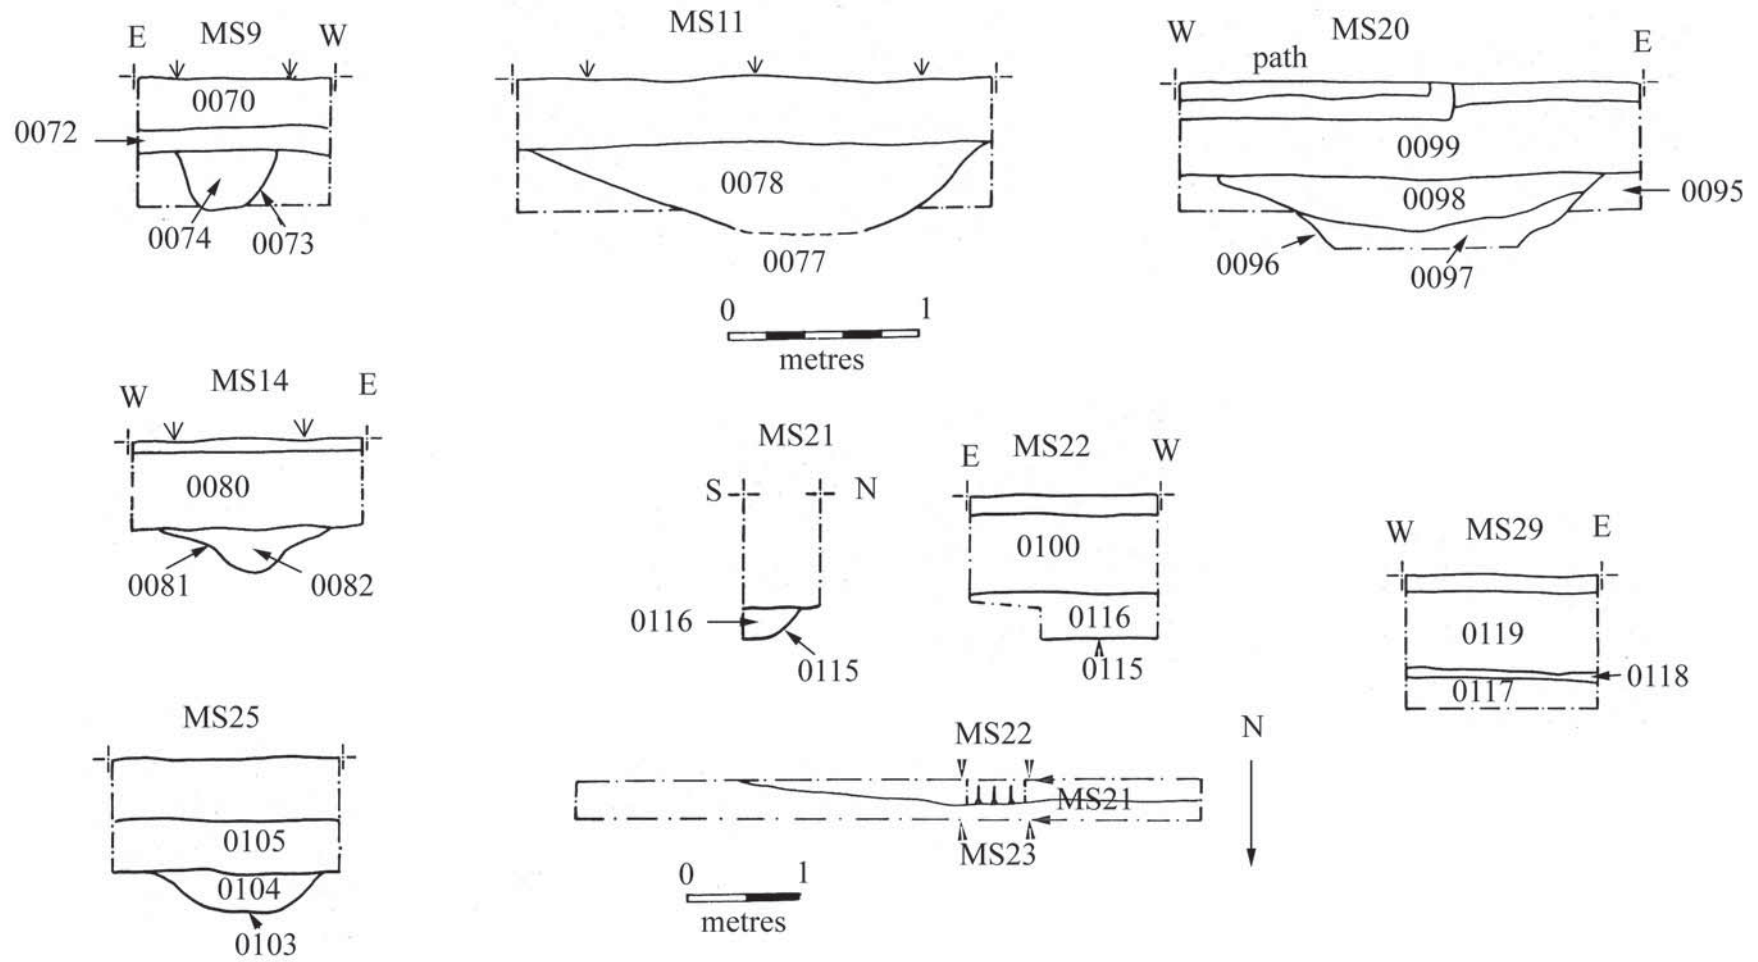 MS9
E W
0070
0072
0074
0073
MS11
0078
0077
MS20
W E
path
0099
0098
0095
0096
0097
0 1
metres
MS14
W E
0080
0081
0082
MS21
S N
0116
0115
MS22
E W
0100
0116
0115
MS29
W E
0119
0118
0117
MS25
0105
0104
0103
MS22
MS21
MS23
N
0 1
metres